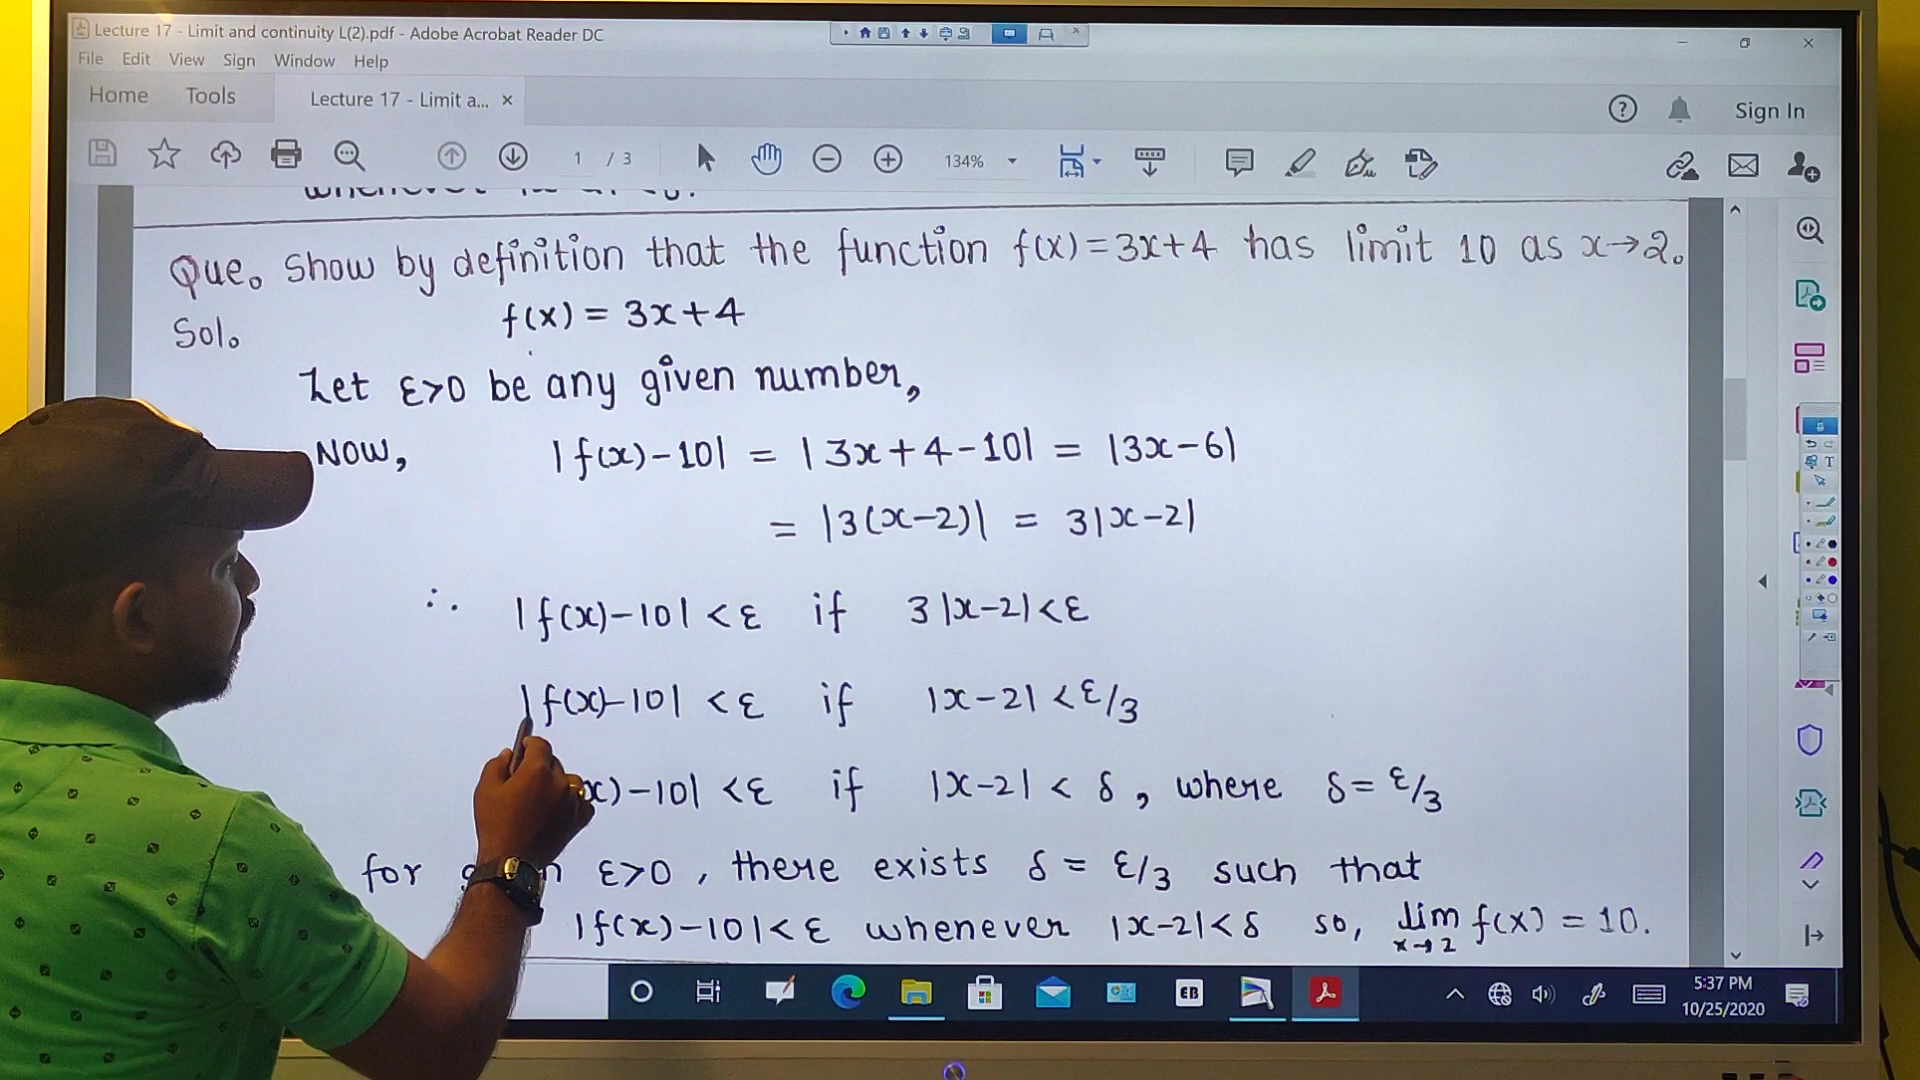 Lecture 17 - Limit and continuity L(2).pdf - Adobe Acrobat Reader DC
File Edit View Sign Window Help
Home Tools Lecture 17 - Limit a... ×
Sign In
1 / 3 134%
Que. Show by definition that the function f(x) = 3x+4 has limit 10 as x→2.
Sol. f(x) = 3x+4
Let ε>0 be any given number,
Now, |f(x)-10| = |3x+4-10| = |3x-6|
= |3(x-2)| = 3|x-2|
∴ |f(x)-10| < ε if 3|x-2| < ε
|f(x)-10| < ε if |x-2| < ε/3
x)-10| < ε if |x-2| < δ, where δ = ε/3
for ε>0, there exists δ = ε/3 such that
|f(x)-10| < ε whenever |x-2| < δ so, lim x→2 f(x) = 10.
EB
5:37 PM
10/25/2020